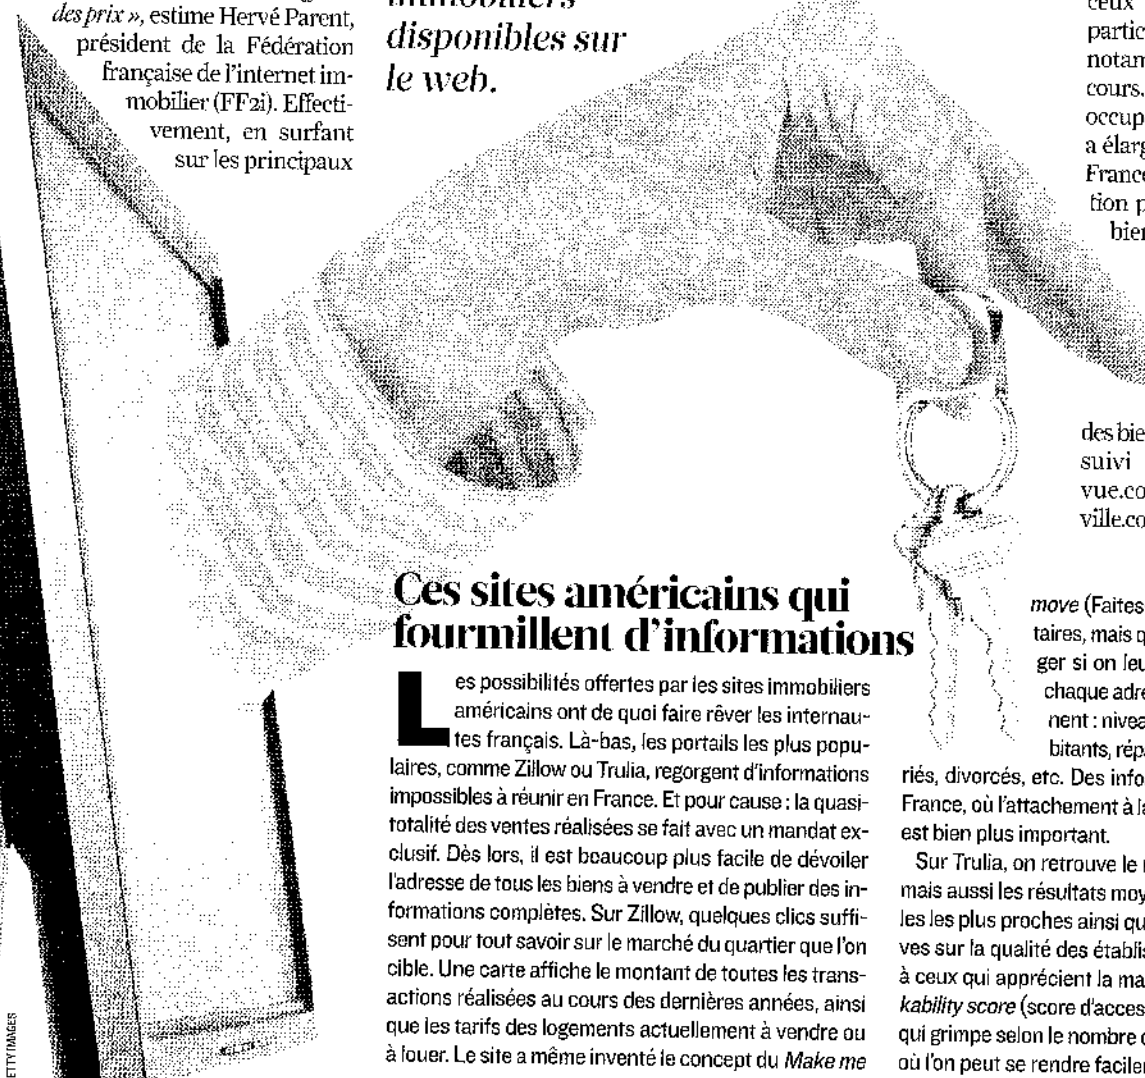 des prix », estime Hervé Parent,
président de la Fédération
française de l'internet im-
mobilier (FF2i). Effecti-
vement, en surfant
sur les principaux
immobiliers
disponibles sur
le web.
ceux
partic
notam
cours.
occup
a élarg
France
tion p
bien
des bie
suivi
vue.co
ville.co
Ces sites américains qui
fourmillent d'informations
Les possibilités offertes par les sites immobiliers
américains ont de quoi faire rêver les internau-
tes français. Là-bas, les portails les plus popu-
laires, comme Zillow ou Trulia, regorgent d'informations
impossibles à réunir en France. Et pour cause : la quasi-
totalité des ventes réalisées se fait avec un mandat ex-
clusif. Dès lors, il est beaucoup plus facile de dévoiler
l'adresse de tous les biens à vendre et de publier des in-
formations complètes. Sur Zillow, quelques clics suffi-
sent pour tout savoir sur le marché du quartier que l'on
cible. Une carte affiche le montant de toutes les trans-
actions réalisées au cours des dernières années, ainsi
que les tarifs des logements actuellement à vendre ou
à louer. Le site a même inventé le concept du Make me
move (Faites
taires, mais q
ger si on leu
chaque adre
nent : nivea
bitants, rép
riés, divorcés, etc. Des info
France, où l'attachement à la
est bien plus important.
Sur Trulia, on retrouve le
mais aussi les résultats moy
les les plus proches ainsi qu
ves sur la qualité des établis
à ceux qui apprécient la ma
kability score (score d'acces
qui grimpe selon le nombre
où l'on peut se rendre facile
ETTY IMAGES